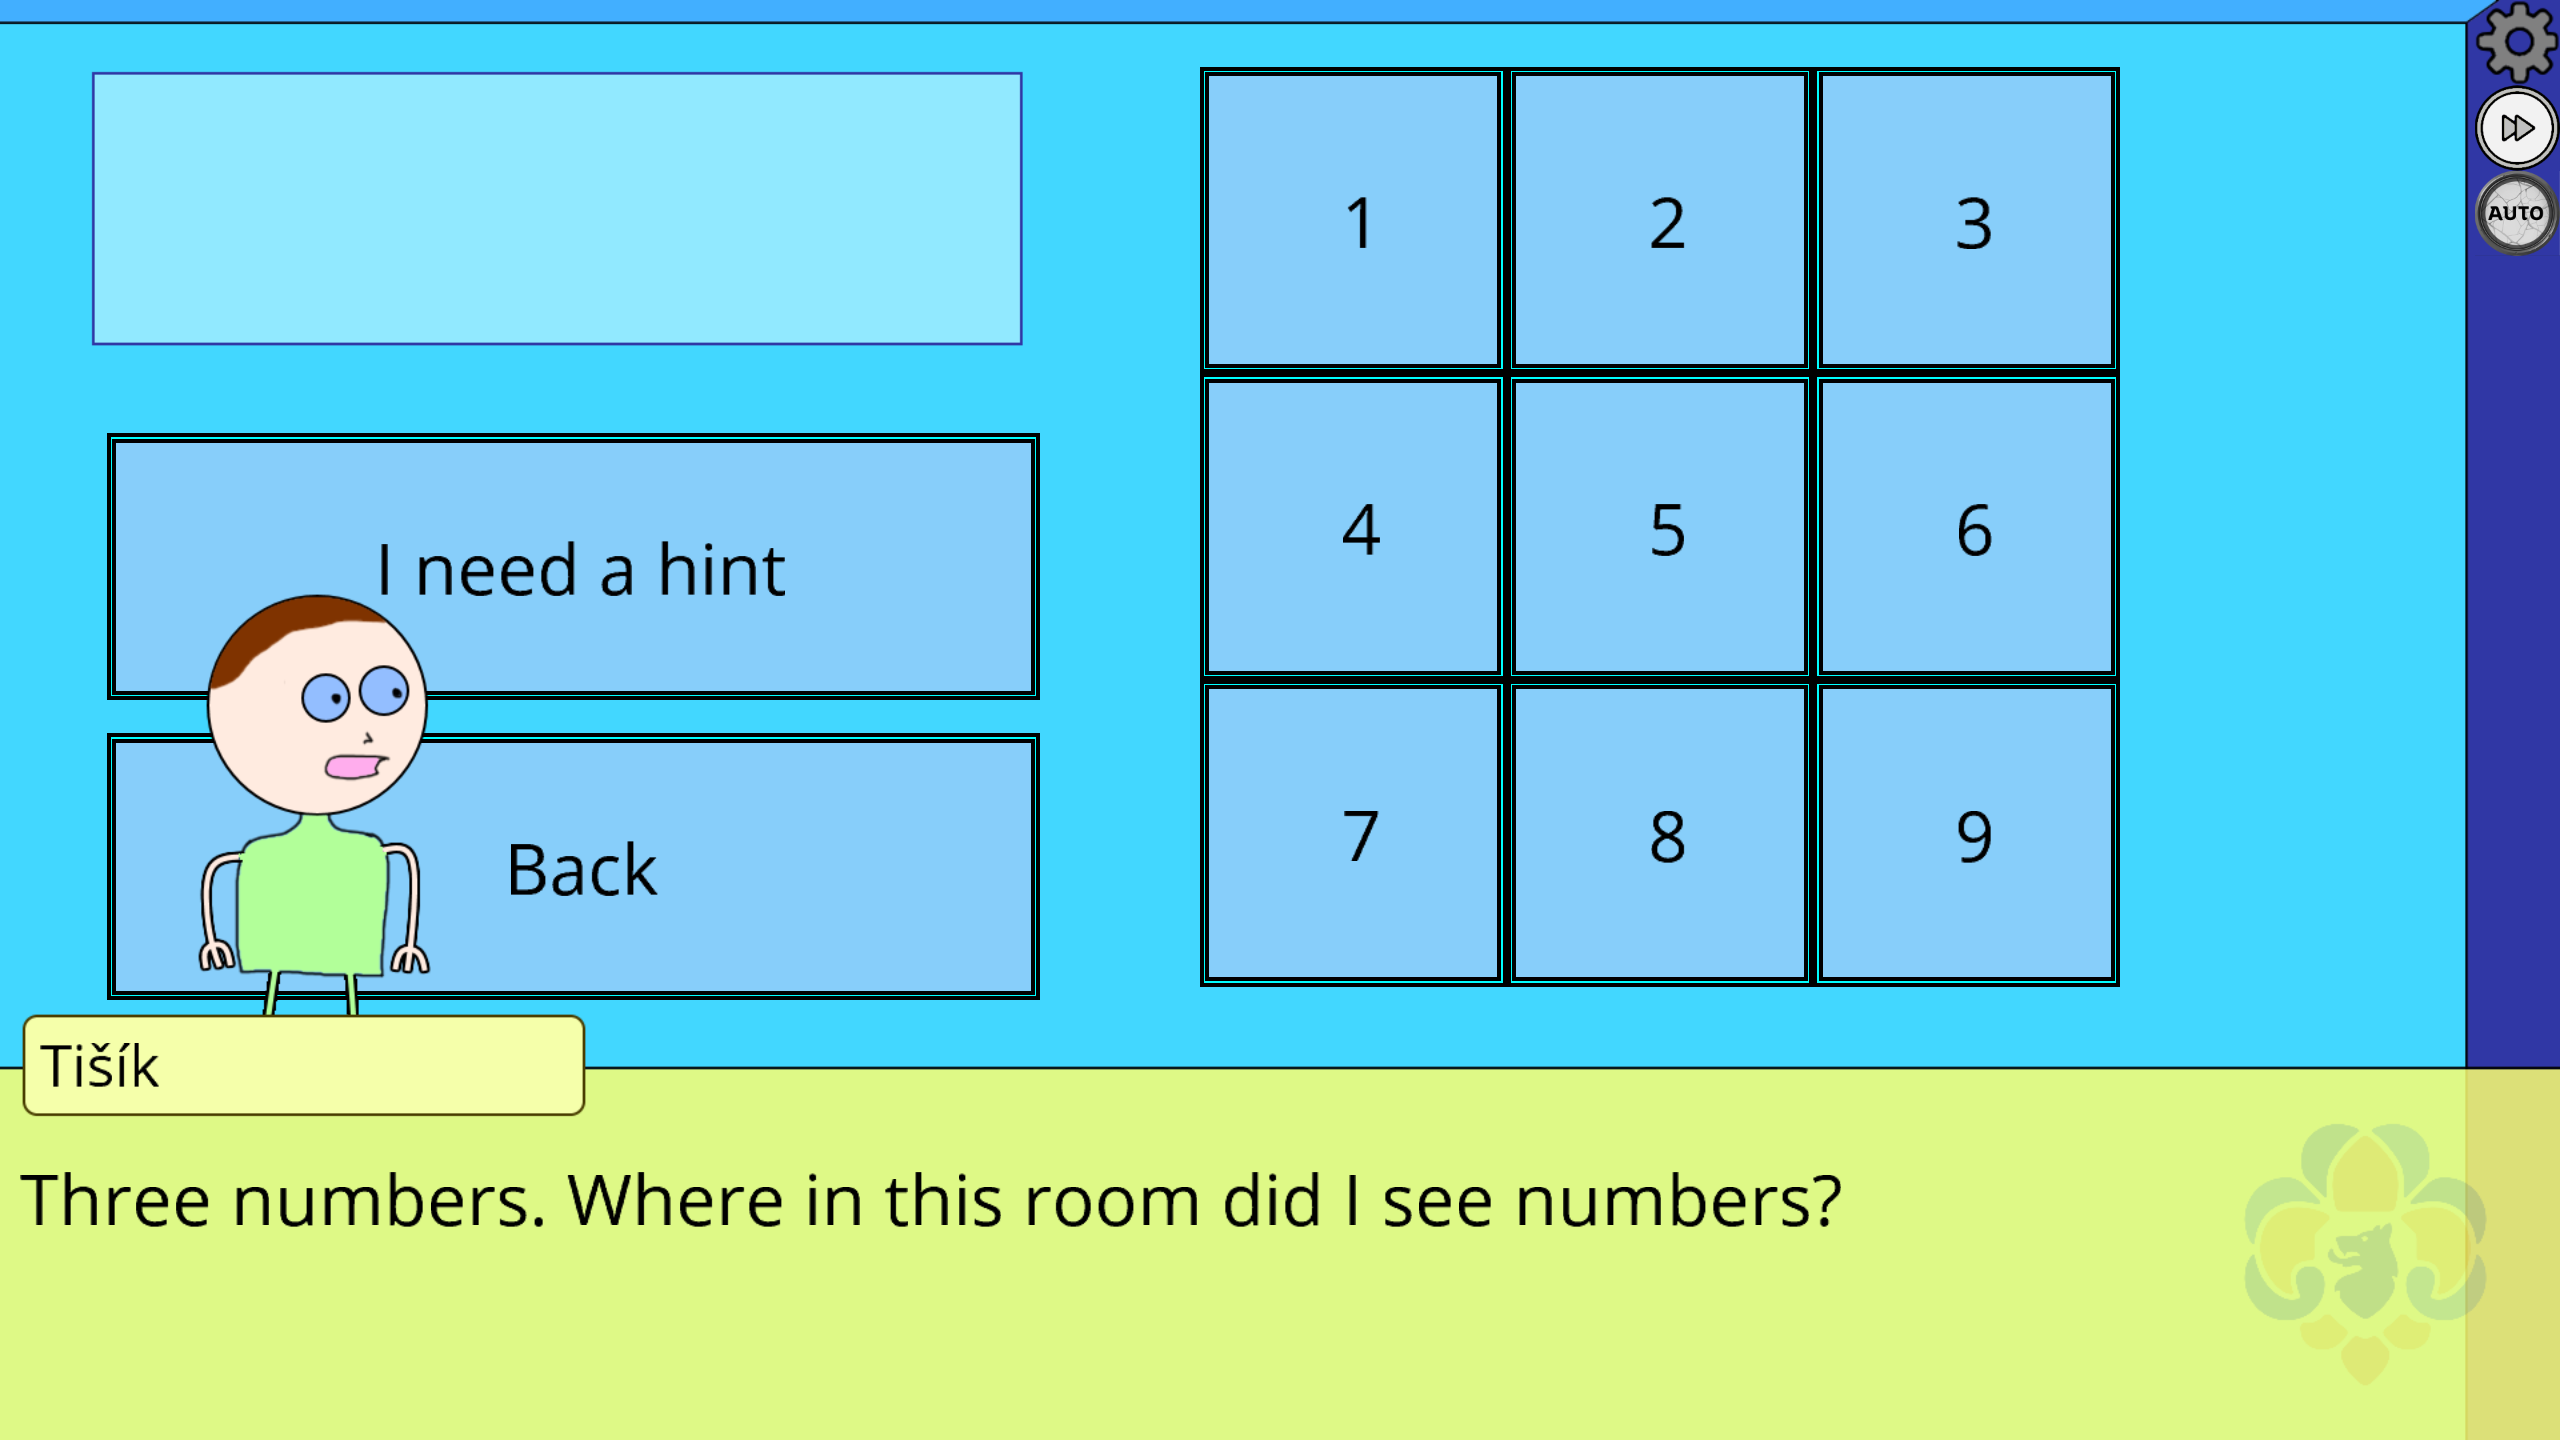 1 2 3
AUTO
I need a hint
4 5 6
Back
7 8 9
Tišík
Three numbers. Where in this room did I see numbers?